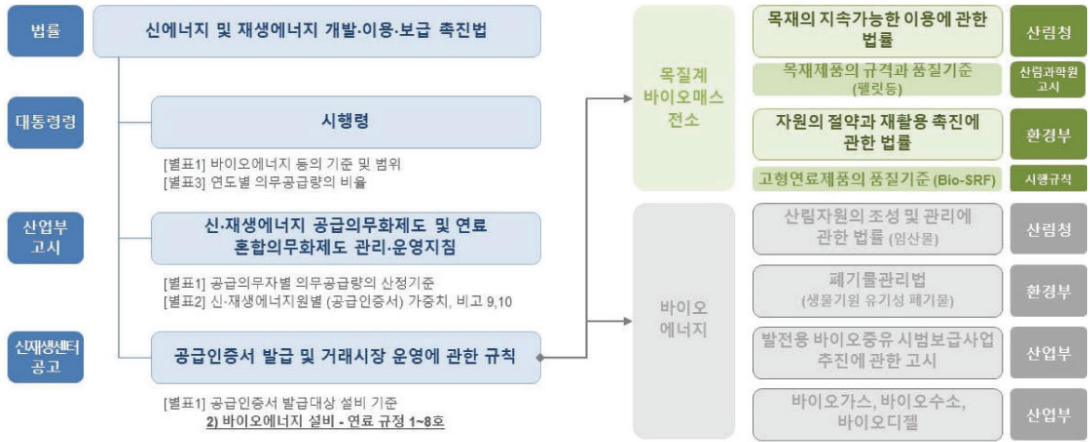 법률
신에너지 및 재생에너지 개발·이용·보급 촉진법
대통령령
시행령
[별표1] 바이오에너지 등의 기준 및 범위
[별표3] 연도별 의무공급량의 비율
산업부
고시
신·재생에너지 공급의무화제도 및 연료
혼합의무화제도 관리·운영지침
[별표1] 공급의무자별 의무공급량의 산정기준
[별표2] 신·재생에너지원별 (공급인증서) 가중치, 비고 9,10
신재생센터
공고
공급인증서 발급 및 거래시장 운영에 관한 규칙
[별표1] 공급인증서 발급대상 설비 기준
2) 바이오에너지 설비 - 연료 규정 1~8호
목질계
바이오매스
전소
목재의 지속가능한 이용에 관한
법률
산림청
목재제품의 규격과 품질기준
(펠릿등)
산림과학원
고시
자원의 절약과 재활용 촉진에
관한 법률
환경부
고형연료제품의 품질기준 (Bio-SRF)
시행규칙
바이오
에너지
산림자원의 조성 및 관리에
관한 법률 (임산물)
산림청
폐기물관리법
(생물기원 유기성 폐기물)
환경부
발전용 바이오중유 시범보급사업
추진에 관한 고시
산업부
바이오가스, 바이오수소,
바이오디젤
산업부